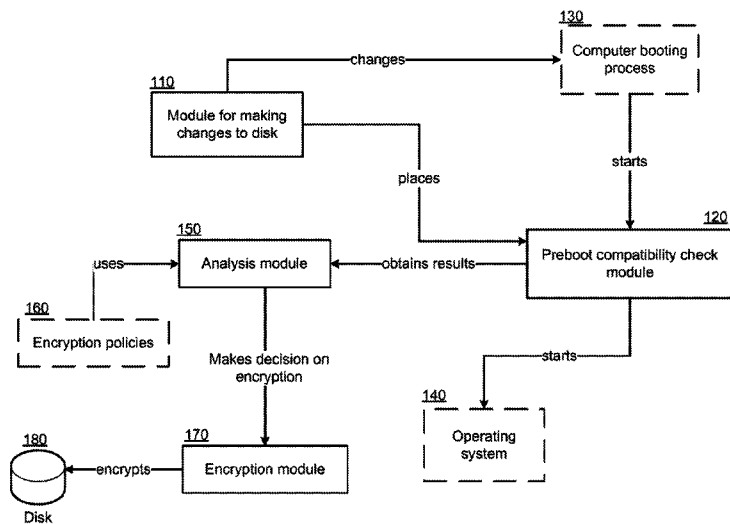 130
Computer booting
process
changes
110
Module for making
changes to disk
starts
places
120
Preboot compatibility check
module
150
Analysis module
obtains results
uses
160
Encryption policies
Makes decision on
encryption
starts
140
Operating
system
170
Encryption module
encrypts
180
Disk